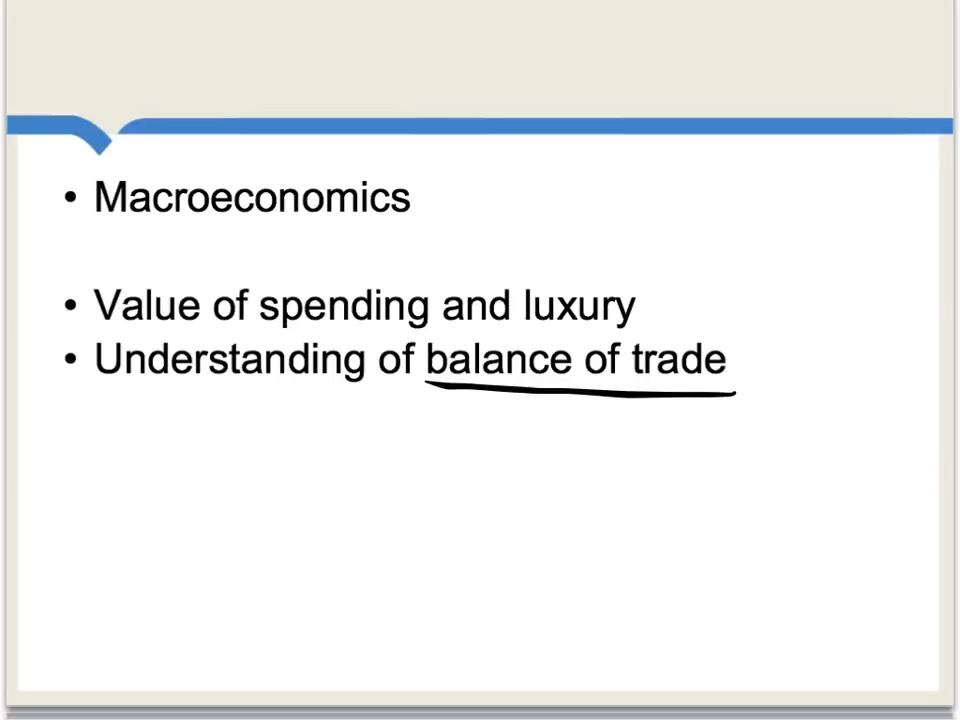 • Macroeconomics
• Value of spending and luxury
• Understanding of balance of trade